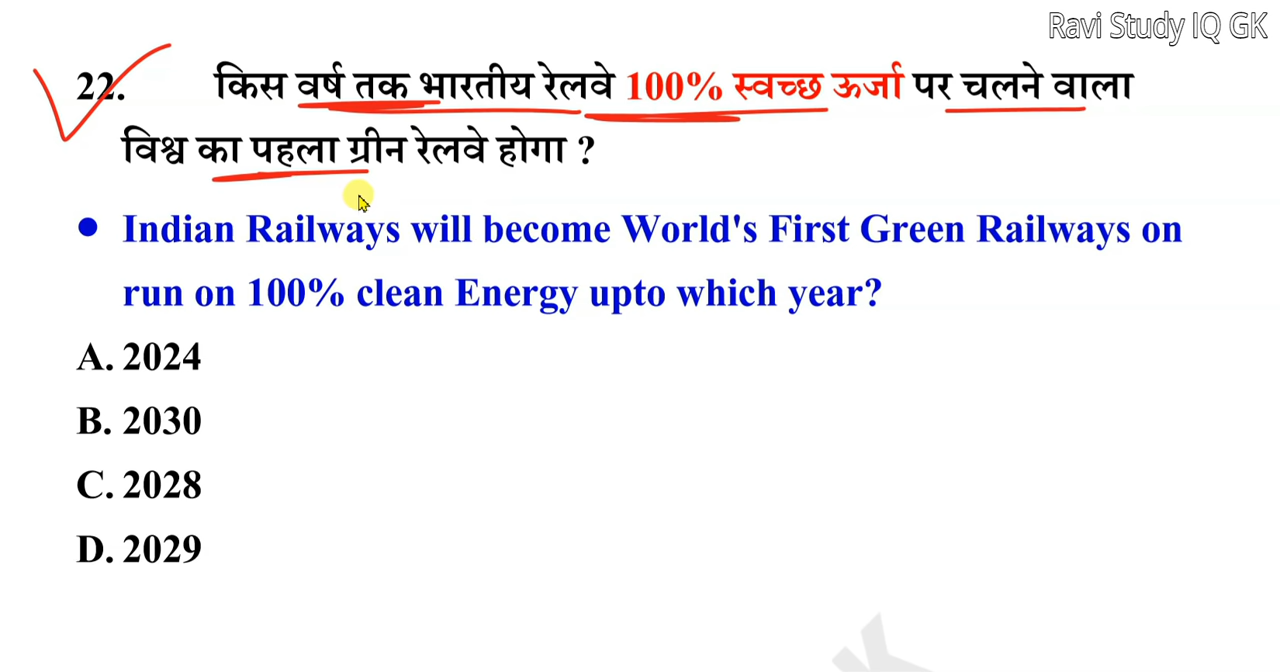 Ravi Study IQ GK
22. किस वर्ष तक भारतीय रेलवे 100% स्वच्छ ऊर्जा पर चलने वाला
विश्व का पहला ग्रीन रेलवे होगा ?
• Indian Railways will become World's First Green Railways on
run on 100% clean Energy upto which year?
A. 2024
B. 2030
C. 2028
D. 2029